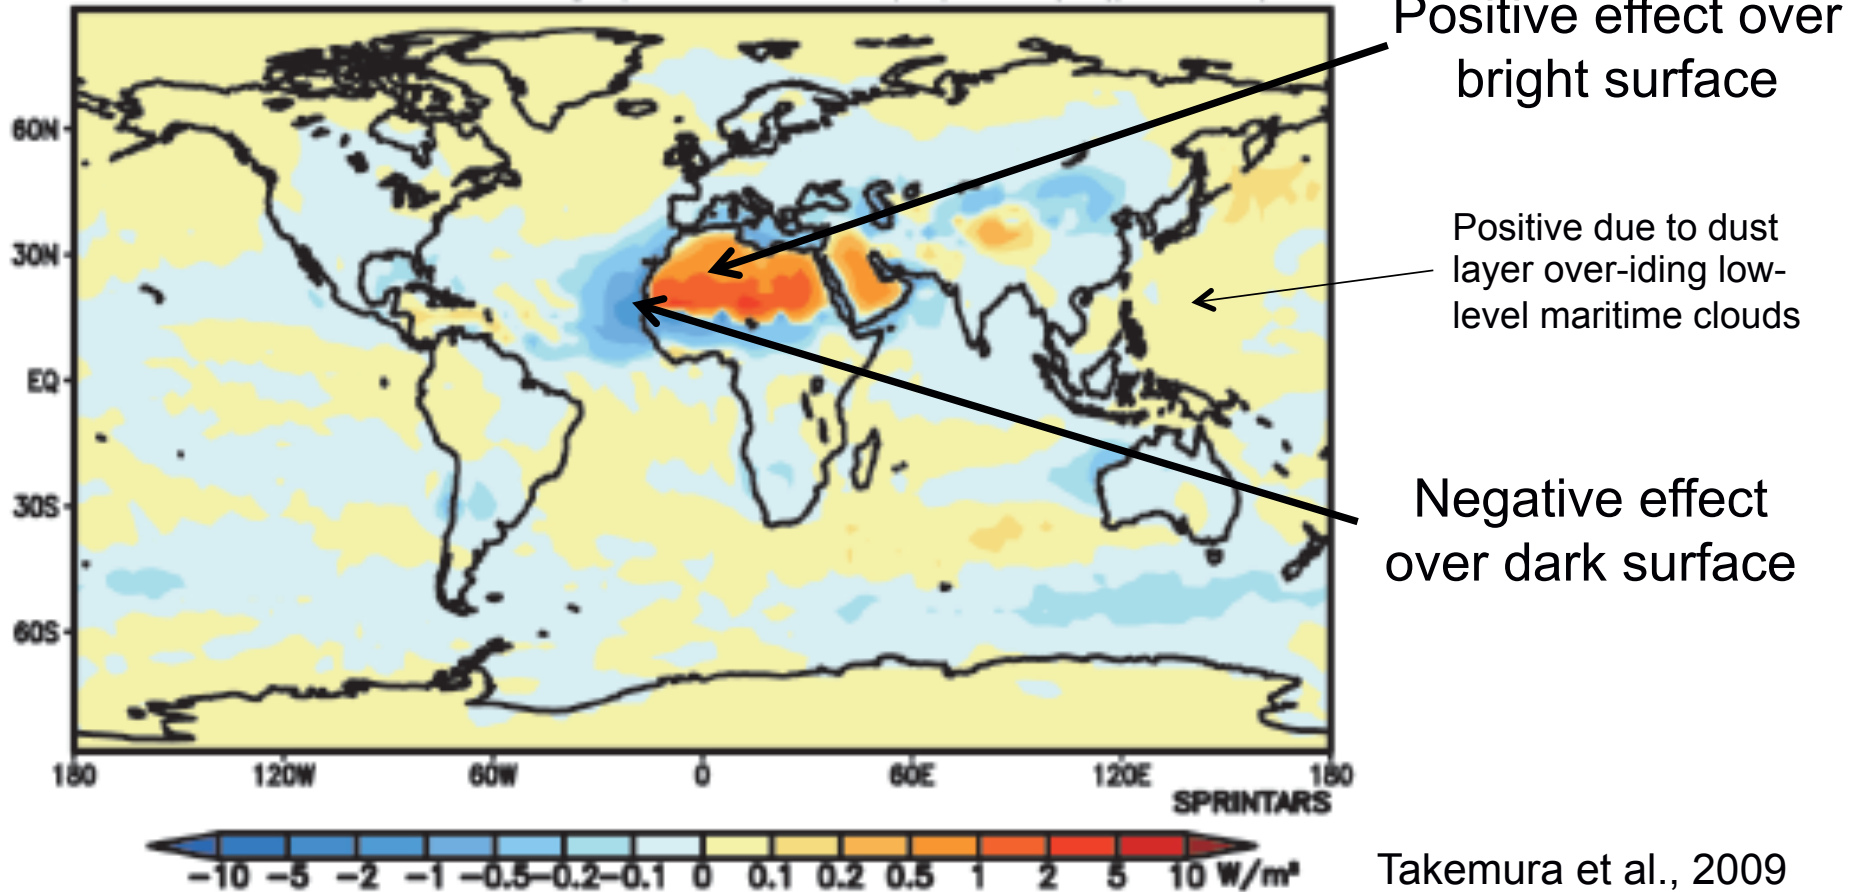 Positive effect over
bright surface
60N
30N
EQ
30S
60S
Positive due to dust
layer over-iding low-
level maritime clouds
Negative effect
over dark surface
180 120W 60W 0 60E 120E 180
SPRINTARS
−10 −5 −2 −1 −0.5 −0.2 −0.1 0 0.1 0.2 0.5 1 2 5 10 W/m²
Takemura et al., 2009